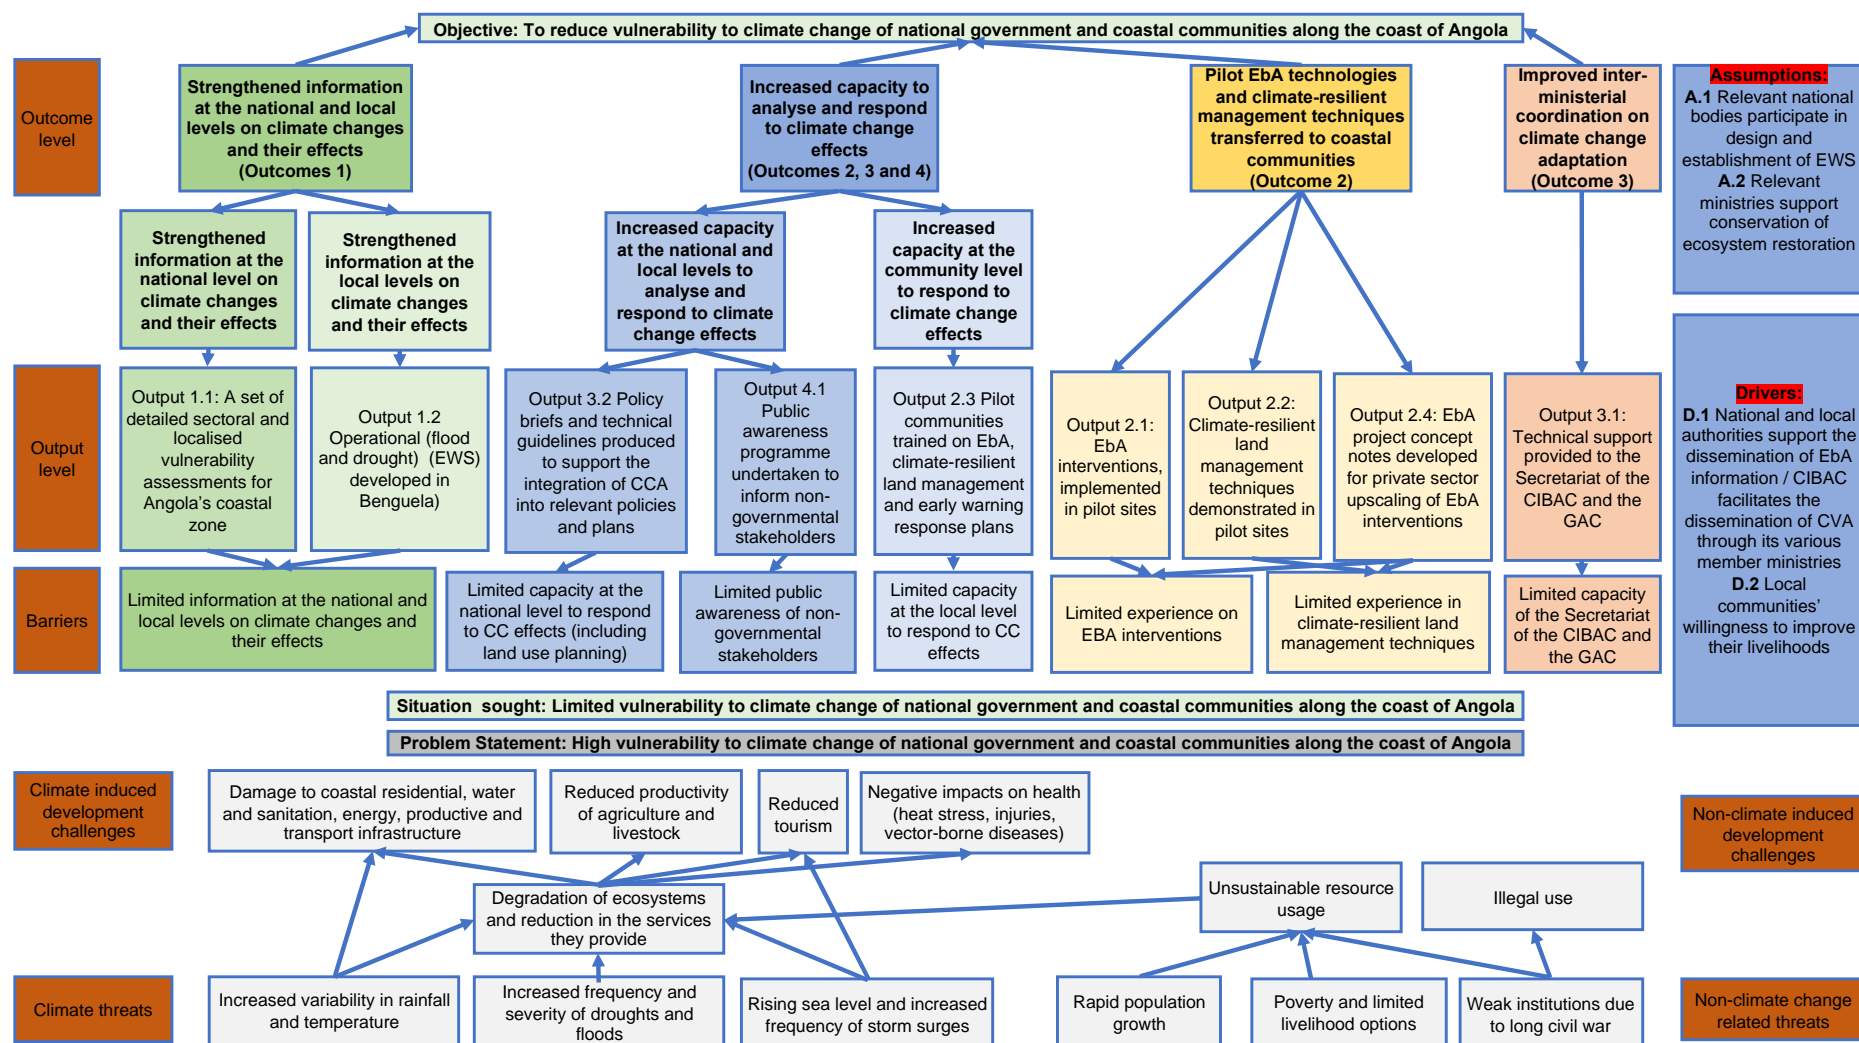 Objective: To reduce vulnerability to climate change of national government and coastal communities along the coast of Angola
Outcome
level
Strengthened information
at the national and local
levels on climate changes
and their effects
(Outcomes 1)
Increased capacity to
analyse and respond
to climate change
effects
(Outcomes 2, 3 and 4)
Pilot EbA technologies
and climate-resilient
management techniques
transferred to coastal
communities
(Outcome 2)
Improved inter-
ministerial
coordination on
climate change
adaptation
(Outcome 3)
Assumptions:
A.1 Relevant national
bodies participate in
design and
establishment of EWS
A.2 Relevant
ministries support
conservation of
ecosystem restoration
Strengthened
information at the
national level on
climate changes
and their effects
Strengthened
information at the
local levels on
climate changes
and their effects
Increased capacity
at the national and
local levels to
analyse and
respond to climate
change effects
Increased
capacity at the
community level
to respond to
climate change
effects
Output
level
Output 1.1: A set of
detailed sectoral and
localised
vulnerability
assessments for
Angola's coastal
zone
Output 1.2
Operational (flood
and drought)  (EWS)
developed in
Benguela)
Output 3.2 Policy
briefs and technical
guidelines produced
to support the
integration of CCA
into relevant policies
and plans
Output 4.1
Public
awareness
programme
undertaken to
inform non-
governmental
stakeholders
Output 2.3 Pilot
communities
trained on EbA,
climate-resilient
land management
and early warning
response plans
Output 2.1:
EbA
interventions,
implemented
in pilot sites
Output 2.2:
Climate-resilient
land
management
techniques
demonstrated in
pilot sites
Output 2.4: EbA
project concept
notes developed
for private sector
upscaling of EbA
interventions
Output 3.1:
Technical support
provided to the
Secretariat of the
CIBAC and the
GAC
Drivers:
D.1 National and local
authorities support the
dissemination of EbA
information / CIBAC
facilitates the
dissemination of CVA
through its various
member ministries
D.2 Local
communities'
willingness to improve
their livelihoods
Barriers
Limited information at the national and
local levels on climate changes and
their effects
Limited capacity at the
national level to respond
to CC effects (including
land use planning)
Limited public
awareness of non-
governmental
stakeholders
Limited capacity
at the local level
to respond to CC
effects
Limited experience on
EBA interventions
Limited experience in
climate-resilient land
management techniques
Limited capacity
of the Secretariat
of the CIBAC and
the GAC
Situation  sought: Limited vulnerability to climate change of national government and coastal communities along the coast of Angola
Problem Statement: High vulnerability to climate change of national government and coastal communities along the coast of Angola
Climate induced
development
challenges
Damage to coastal residential, water
and sanitation, energy, productive and
transport infrastructure
Reduced productivity
of agriculture and
livestock
Reduced
tourism
Negative impacts on health
(heat stress, injuries,
vector-borne diseases)
Non-climate induced
development
challenges
Degradation of ecosystems
and reduction in the services
they provide
Unsustainable resource
usage
Illegal use
Climate threats
Increased variability in rainfall
and temperature
Increased frequency and
severity of droughts and
floods
Rising sea level and increased
frequency of storm surges
Rapid population
growth
Poverty and limited
livelihood options
Weak institutions due
to long civil war
Non-climate change
related threats